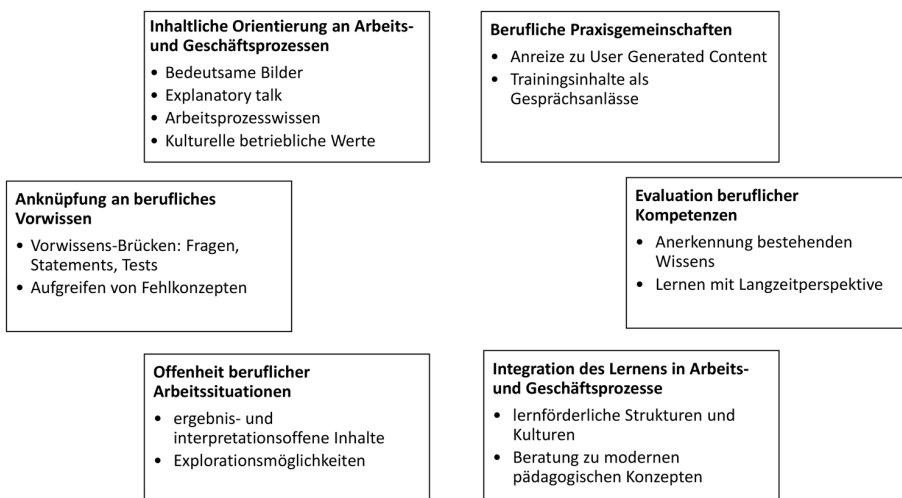 Inhaltliche Orientierung an Arbeits-
und Geschäftsprozessen
• Bedeutsame Bilder
• Explanatory talk
• Arbeitsprozesswissen
• Kulturelle betriebliche Werte
Berufliche Praxisgemeinschaften
• Anreize zu User Generated Content
• Trainingsinhalte als
Gesprächsanlässe
Anknüpfung an berufliches
Vorwissen
• Vorwissens-Brücken: Fragen,
Statements, Tests
• Aufgreifen von Fehlkonzepten
Evaluation beruflicher
Kompetenzen
• Anerkennung bestehenden
Wissens
• Lernen mit Langzeitperspektive
Offenheit beruflicher
Arbeitssituationen
• ergebnis- und
interpretationsoffene Inhalte
• Explorationsmöglichkeiten
Integration des Lernens in Arbeits-
und Geschäftsprozesse
• lernförderliche Strukturen und
Kulturen
• Beratung zu modernen
pädagogischen Konzepten